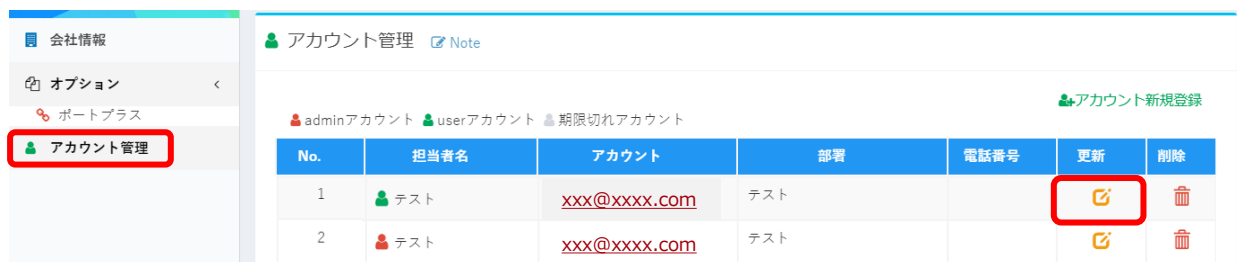 会社情報
オプション <
ポートプラス
アカウント管理
アカウント管理 Note
アカウント新規登録
adminアカウント userアカウント 期限切れアカウント
No. 担当者名 アカウント 部署 電話番号 更新 削除
1 テスト xxx@xxxx.com テスト
2 テスト xxx@xxxx.com テスト